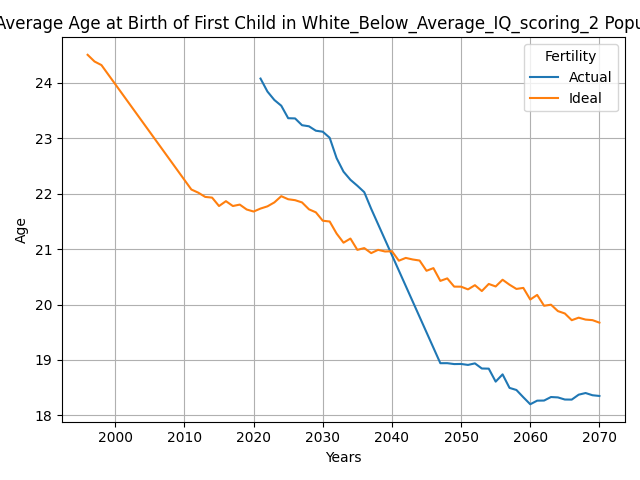 Average Age at Birth of First Child in White_Below_Average_IQ_scoring_2
Fertility
Actual
Ideal
24
23
22
21
20
19
18
Age
2000
2010
2020
2030
2040
2050
2060
2070
Years